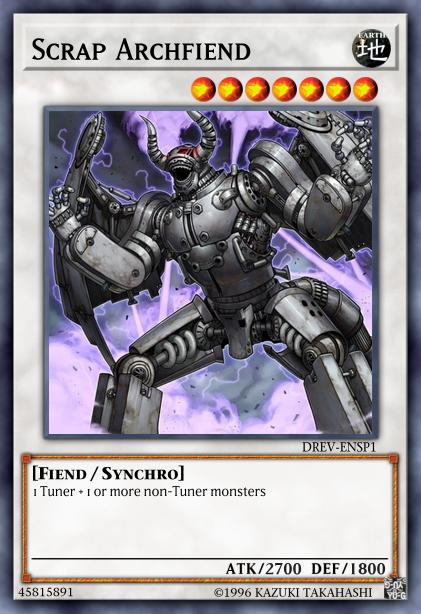 Scrap Archfiend
EARTH
地
DREV-ENSP1
[Fiend / Synchro]
1 Tuner + 1 or more non-Tuner monsters
ATK/2700 DEF/1800
45815891
©1996 KAZUKI TAKAHASHI